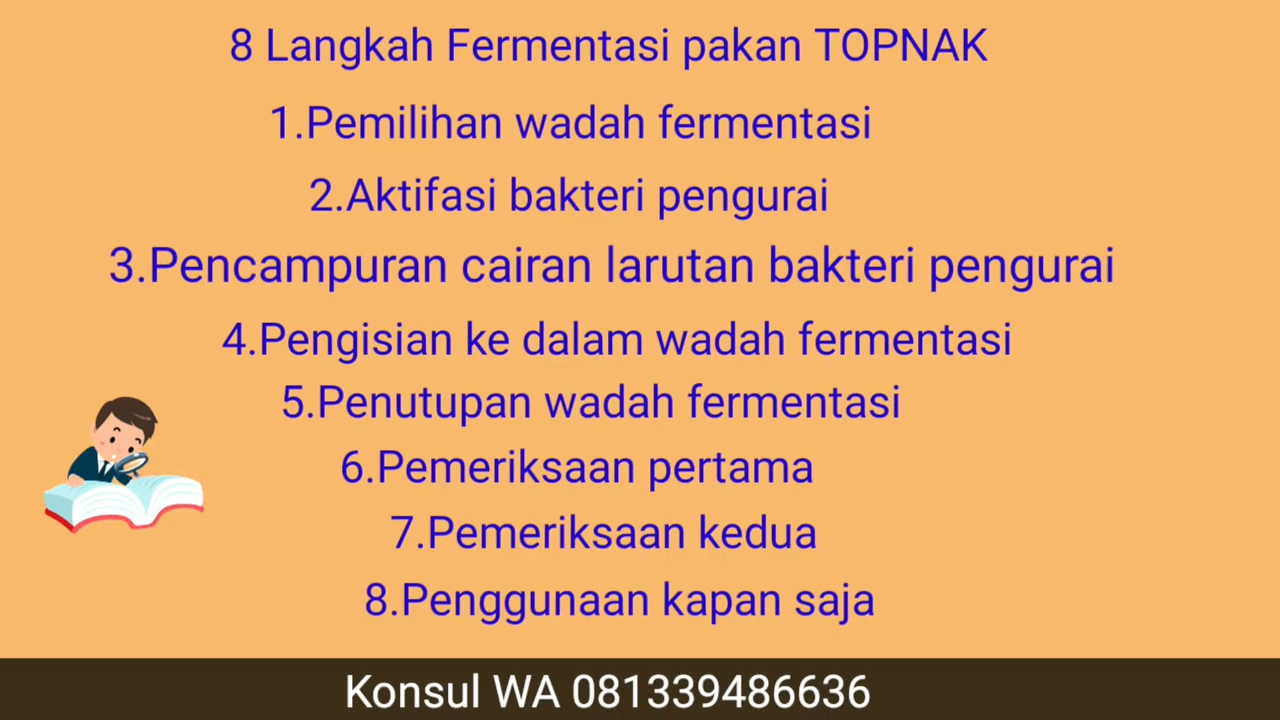 8 Langkah Fermentasi pakan TOPNAK
1.Pemilihan wadah fermentasi
2.Aktifasi bakteri pengurai
3.Pencampuran cairan larutan bakteri pengurai
4.Pengisian ke dalam wadah fermentasi
5.Penutupan wadah fermentasi
6.Pemeriksaan pertama
7.Pemeriksaan kedua
8.Penggunaan kapan saja
Konsul WA 081339486636